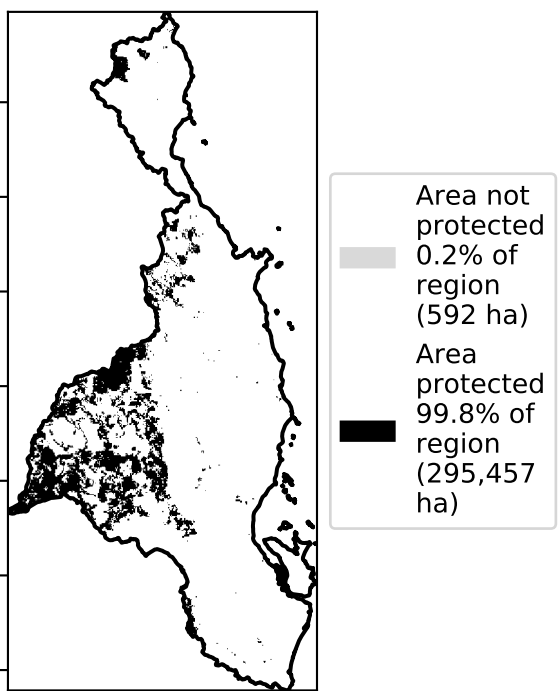 Area not
protected
0.2% of
region
(592 ha)
Area
protected
99.8% of
region
(295,457
ha)